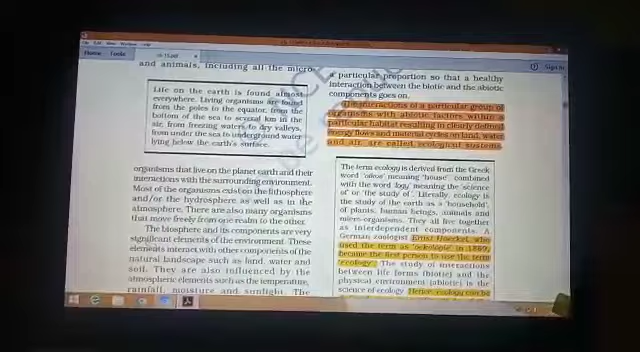 Home Tools
Sign In
and animals, including all the micro-
Life on the earth is found almost
everywhere. Living organisms are found
from the poles to the equator, from the
bottom of the sea to several km in the
air, from freezing waters to dry valleys,
from under the sea to underground water
lying below the earth's surface.
organisms that live on the planet earth and their
interactions with the surrounding environment.
Most of the organisms exist on the lithosphere
and/or the hydrosphere as well as in the
atmosphere. There are also many organisms
that move freely from one realm to the other.
The biosphere and its components are very
significant elements of the environment. These
elements interact with other components of the
natural landscape such as land, water and
soil. They are also influenced by the
atmospheric elements such as the temperature,
rainfall, moisture and sunlight. The
a particular proportion so that a healthy
interaction between the biotic and the abiotic
components goes on.
The interactions of a particular group of
organisms with abiotic factors within a
particular habitat resulting in clearly defined
energy flows and material cycles on land, water
and air, are called ecological systems.
The term ecology is derived from the Greek
word 'oikos' meaning 'house', combined
with the word 'logy' meaning the 'science
of' or 'the study of'. Literally, ecology is
the study of the earth as a 'household',
of plants, human beings, animals and
micro-organisms. They all live together
as interdependent components. A
German zoologist Ernst Haeckel, who
used the term as 'oekologie' in 1869,
became the first person to use the term
'ecology'. The study of interactions
between life forms (biotic) and the
physical environment (abiotic) is the
science of ecology. Hence, ecology can be